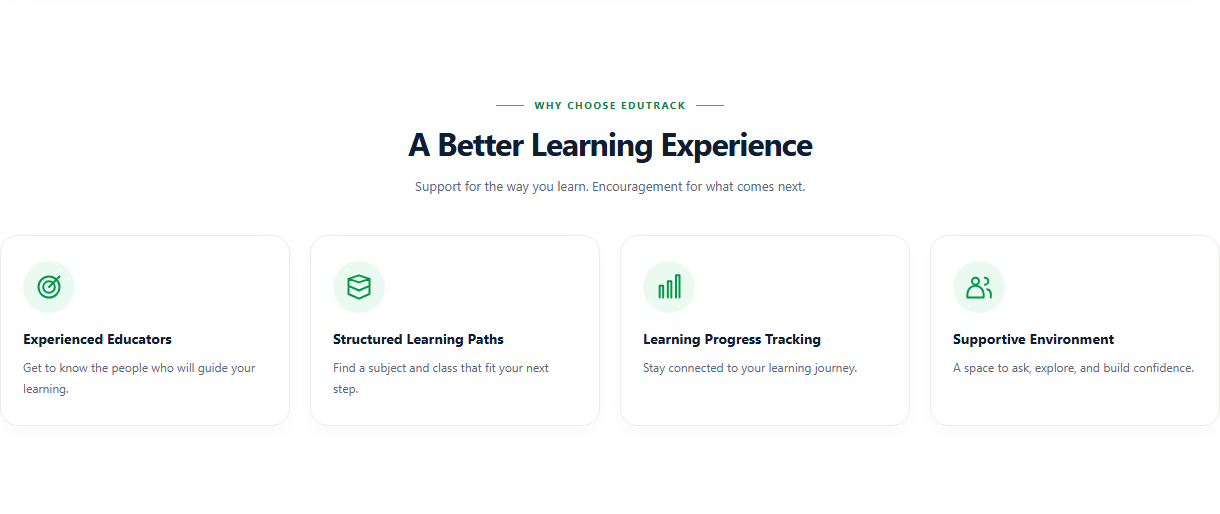 WHY CHOOSE EDUTRACK
A Better Learning Experience
Support for the way you learn. Encouragement for what comes next.
Experienced Educators
Get to know the people who will guide your
learning.
Structured Learning Paths
Find a subject and class that fit your next
step.
Learning Progress Tracking
Stay connected to your learning journey.
Supportive Environment
A space to ask, explore, and build confidence.